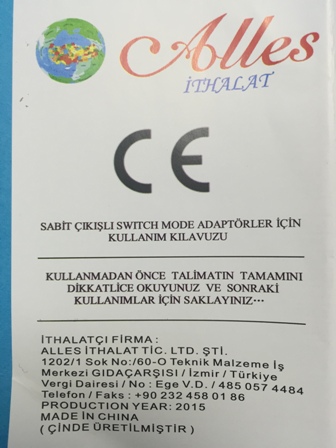 Alles
İTHALAT
CE
SABİT ÇIKIŞLI SWITCH MODE ADAPTÖRLER İÇİN
KULLANIM KILAVUZU
KULLANMADAN ÖNCE TALİMATIN TAMAMINI
DİKKATLİCE OKUYUNUZ VE SONRAKİ
KULLANIMLAR İÇİN SAKLAYINIZ···
İTHALATÇI FİRMA :
ALLES İTHALAT TİC. LTD. ŞTİ.
1202/1 Sok No:/60-O Teknik Malzeme İş
Merkezi GIDAÇARŞISI / İzmir / Türkiye
Vergi Dairesi / No : Ege V.D. / 485 057 4484
Telefon / Faks : +90 232 458 01 86
PRODUCTION YEAR: 2015
MADE IN CHINA
( ÇİNDE ÜRETİLMİŞTİR )